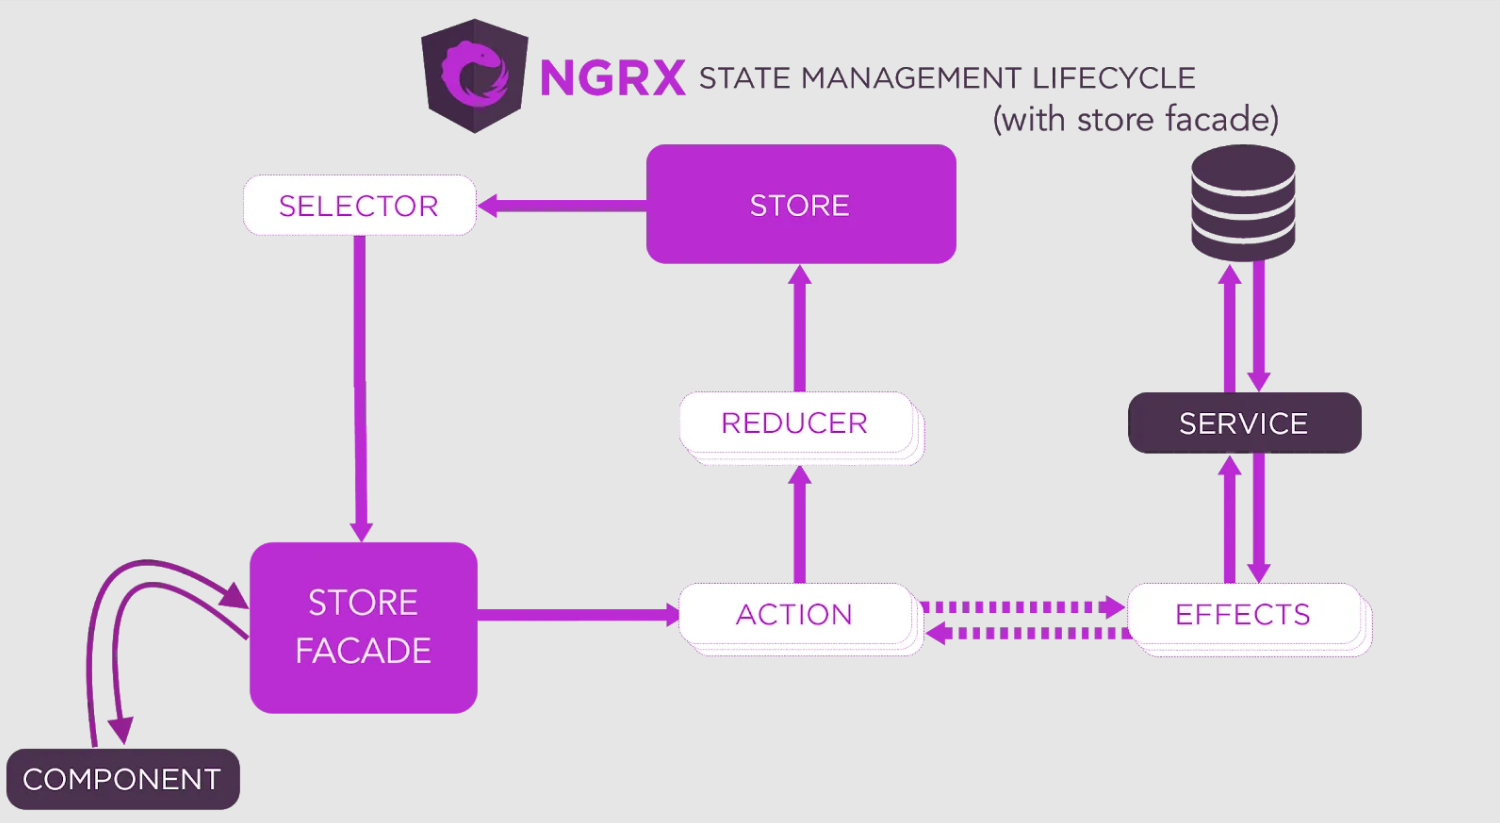 NGRX STATE MANAGEMENT LIFECYCLE
(with store facade)
SELECTOR
STORE
REDUCER
SERVICE
STORE
FACADE
ACTION
EFFECTS
COMPONENT